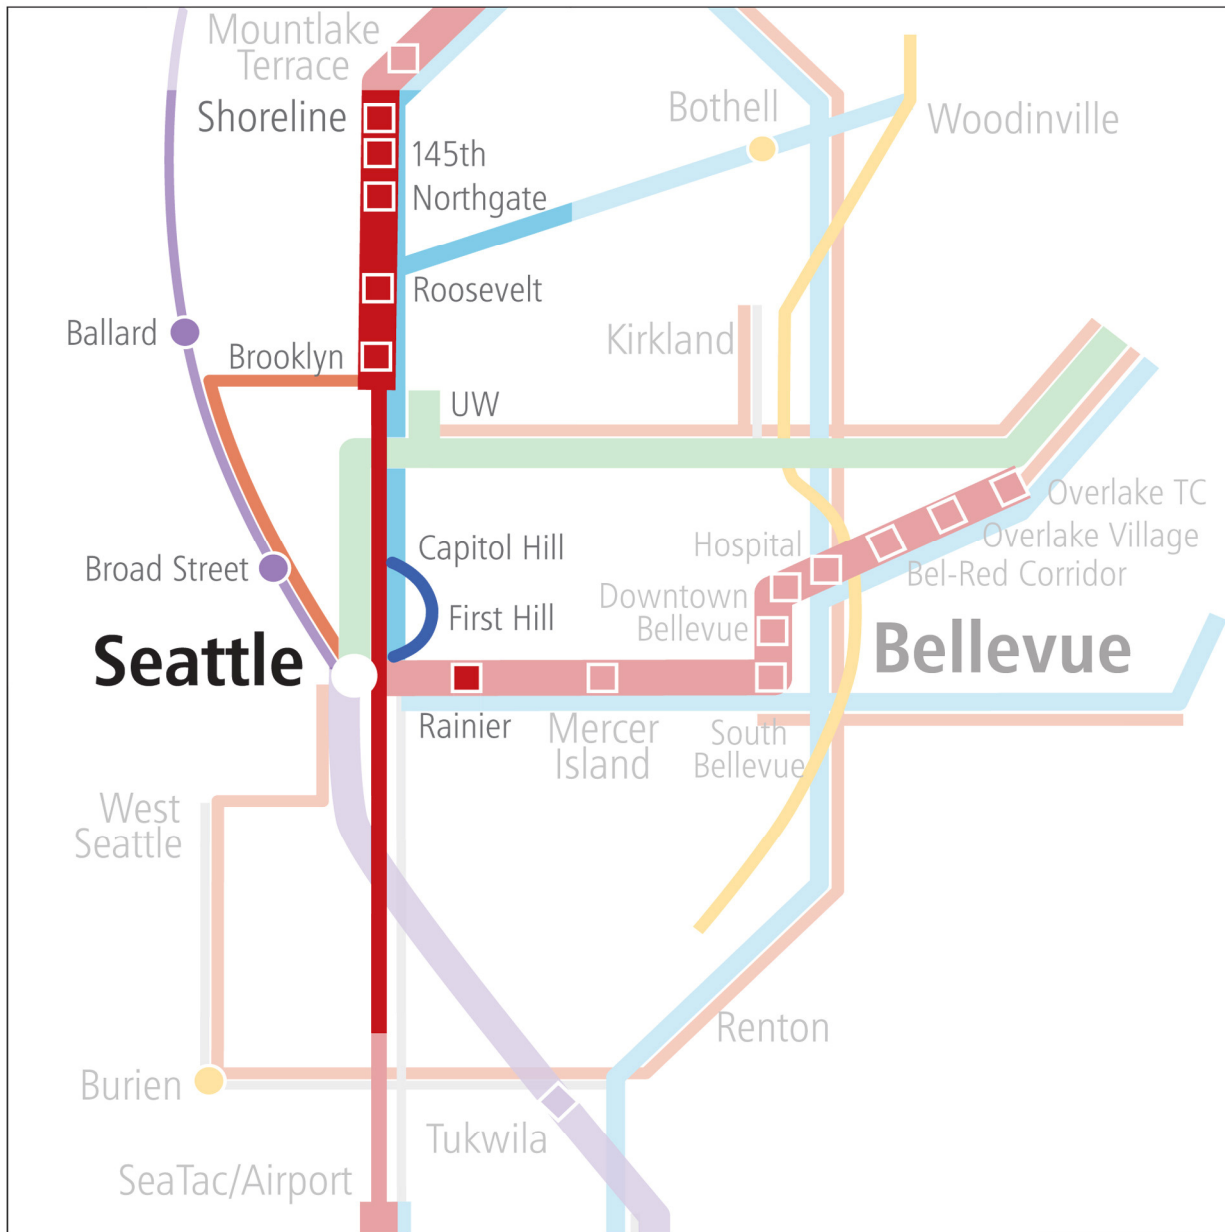 Mountlake
Terrace
Shoreline
Bothell
Woodinville
145th
Northgate
Roosevelt
Ballard
Brooklyn
Kirkland
UW
Overlake TC
Overlake Village
Hospital
Bel-Red Corridor
Capitol Hill
Broad Street
Downtown
Bellevue
First Hill
Seattle
Bellevue
Rainier
Mercer
Island
South
Bellevue
West
Seattle
Renton
Burien
Tukwila
SeaTac/Airport